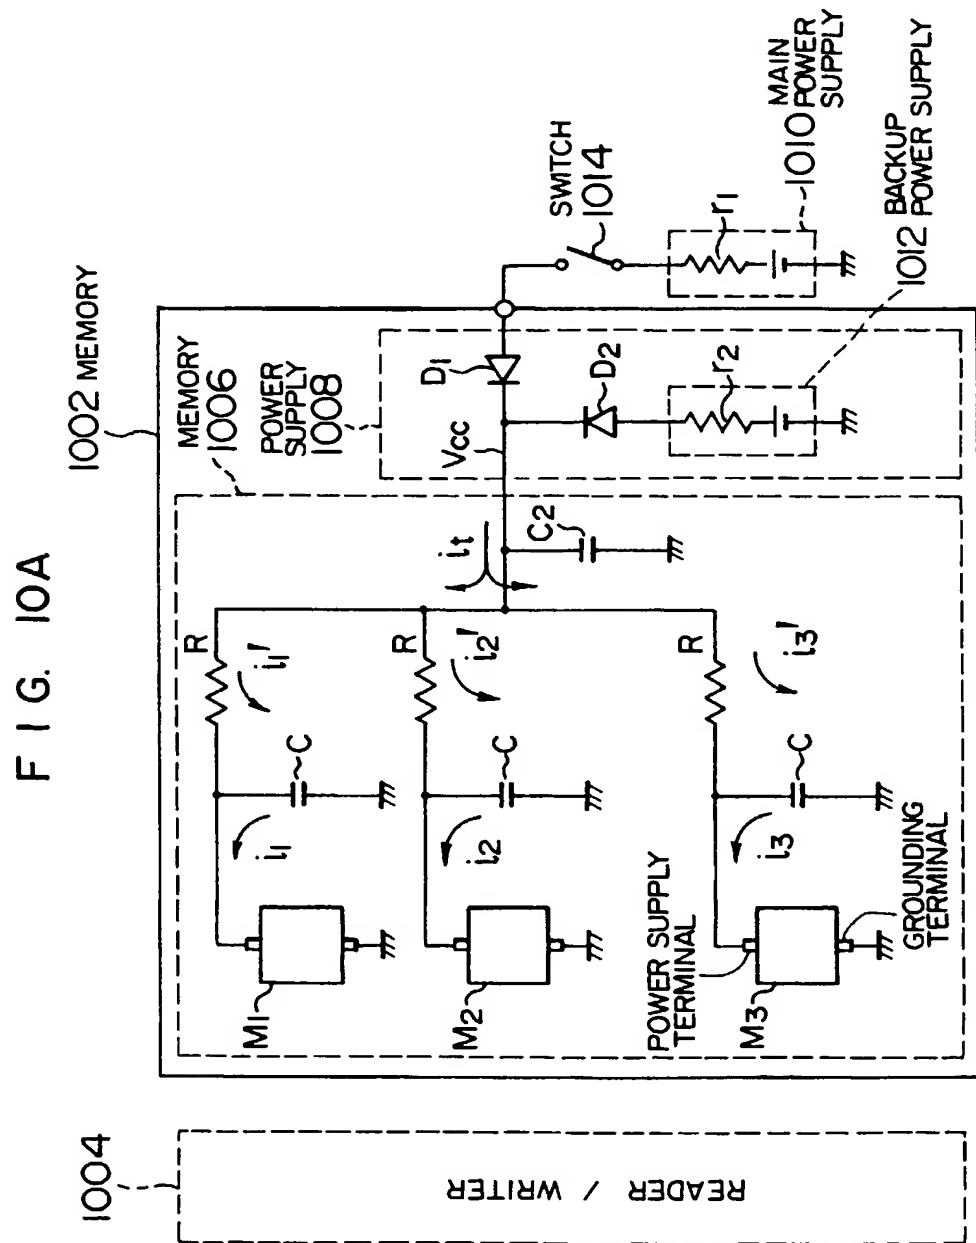 FIG. 10A
1002 MEMORY
MEMORY
1006
POWER
SUPPLY
1008
SWITCH
1014
1010 MAIN
POWER
SUPPLY
1012 BACKUP
POWER SUPPLY
r1
r2
D1
D2
Vcc
C2
it
R
i1'
R
i2'
R
i3'
C
C
C
i1
i2
i3
M1
M2
M3
POWER SUPPLY
TERMINAL
GROUNDING
TERMINAL
1004
READER / WRITER